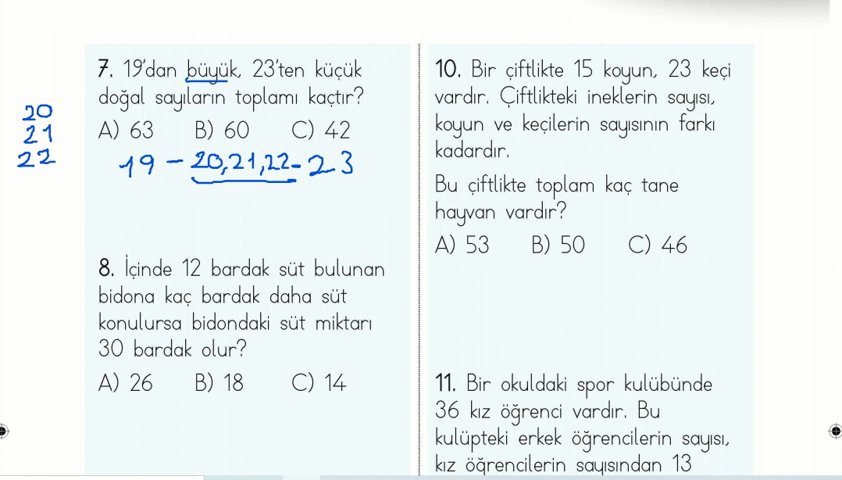 7. 19'dan büyük, 23'ten küçük
doğal sayıların toplamı kaçtır?
A) 63 B) 60 C) 42
20
21
22
19 - 20, 21, 22 - 23
8. İçinde 12 bardak süt bulunan
bidona kaç bardak daha süt
konulursa bidondaki süt miktarı
30 bardak olur?
A) 26 B) 18 C) 14
10. Bir çiftlikte 15 koyun, 23 keçi
vardır. Çiftlikteki ineklerin sayısı,
koyun ve keçilerin sayısının farkı
kadardır.
Bu çiftlikte toplam kaç tane
hayvan vardır?
A) 53 B) 50 C) 46
11. Bir okuldaki spor kulübünde
36 kız öğrenci vardır. Bu
kulüpteki erkek öğrencilerin sayısı,
kız öğrencilerin sayısından 13